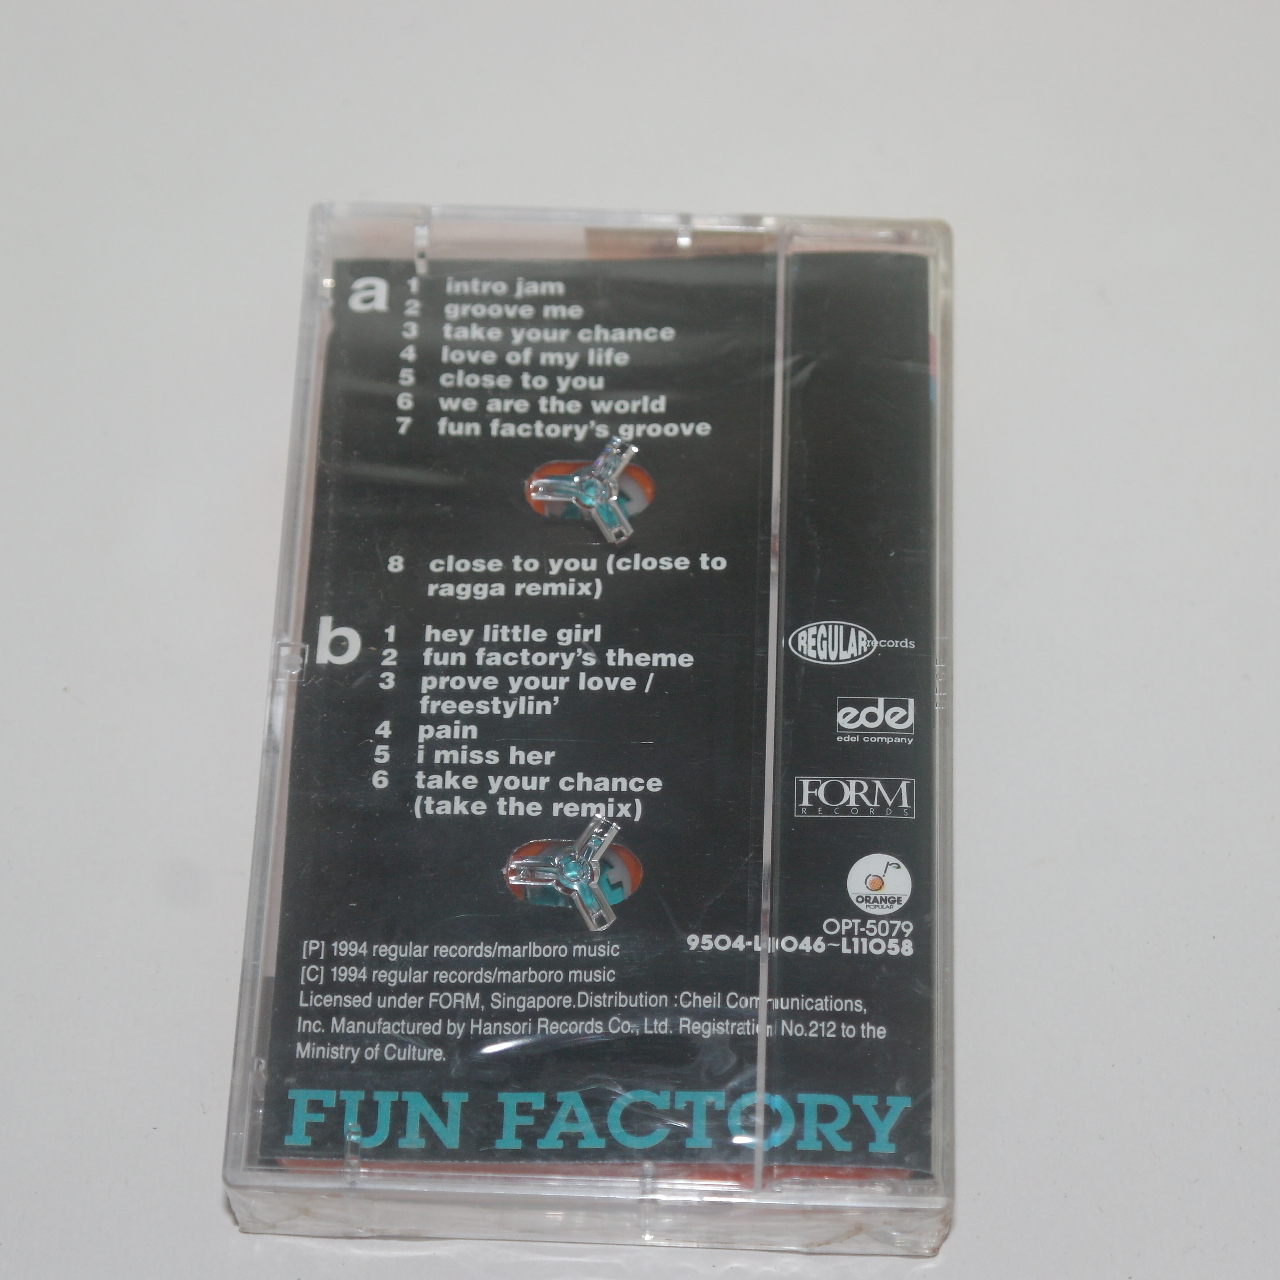 a 1 intro jam
2 groove me
3 take your chance
4 love of my life
5 close to you
6 we are the world
7 fun factory's groove
8 close to you (close to
ragga remix)
b 1 hey little girl
2 fun factory's theme
3 prove your love /
freestylin'
4 pain
5 i miss her
6 take your chance
(take the remix)
REGULAR records
edel
edel company
FORM
RECORDS
ORANGE
POPULAR
OPT-5079
9504-L11046~L11058
[P] 1994 regular records/marlboro music
[C] 1994 regular records/marboro music
Licensed under FORM, Singapore.Distribution :Cheil Communications,
Inc. Manufactured by Hansori Records Co., Ltd. Registration No.212 to the
Ministry of Culture.
FUN FACTORY